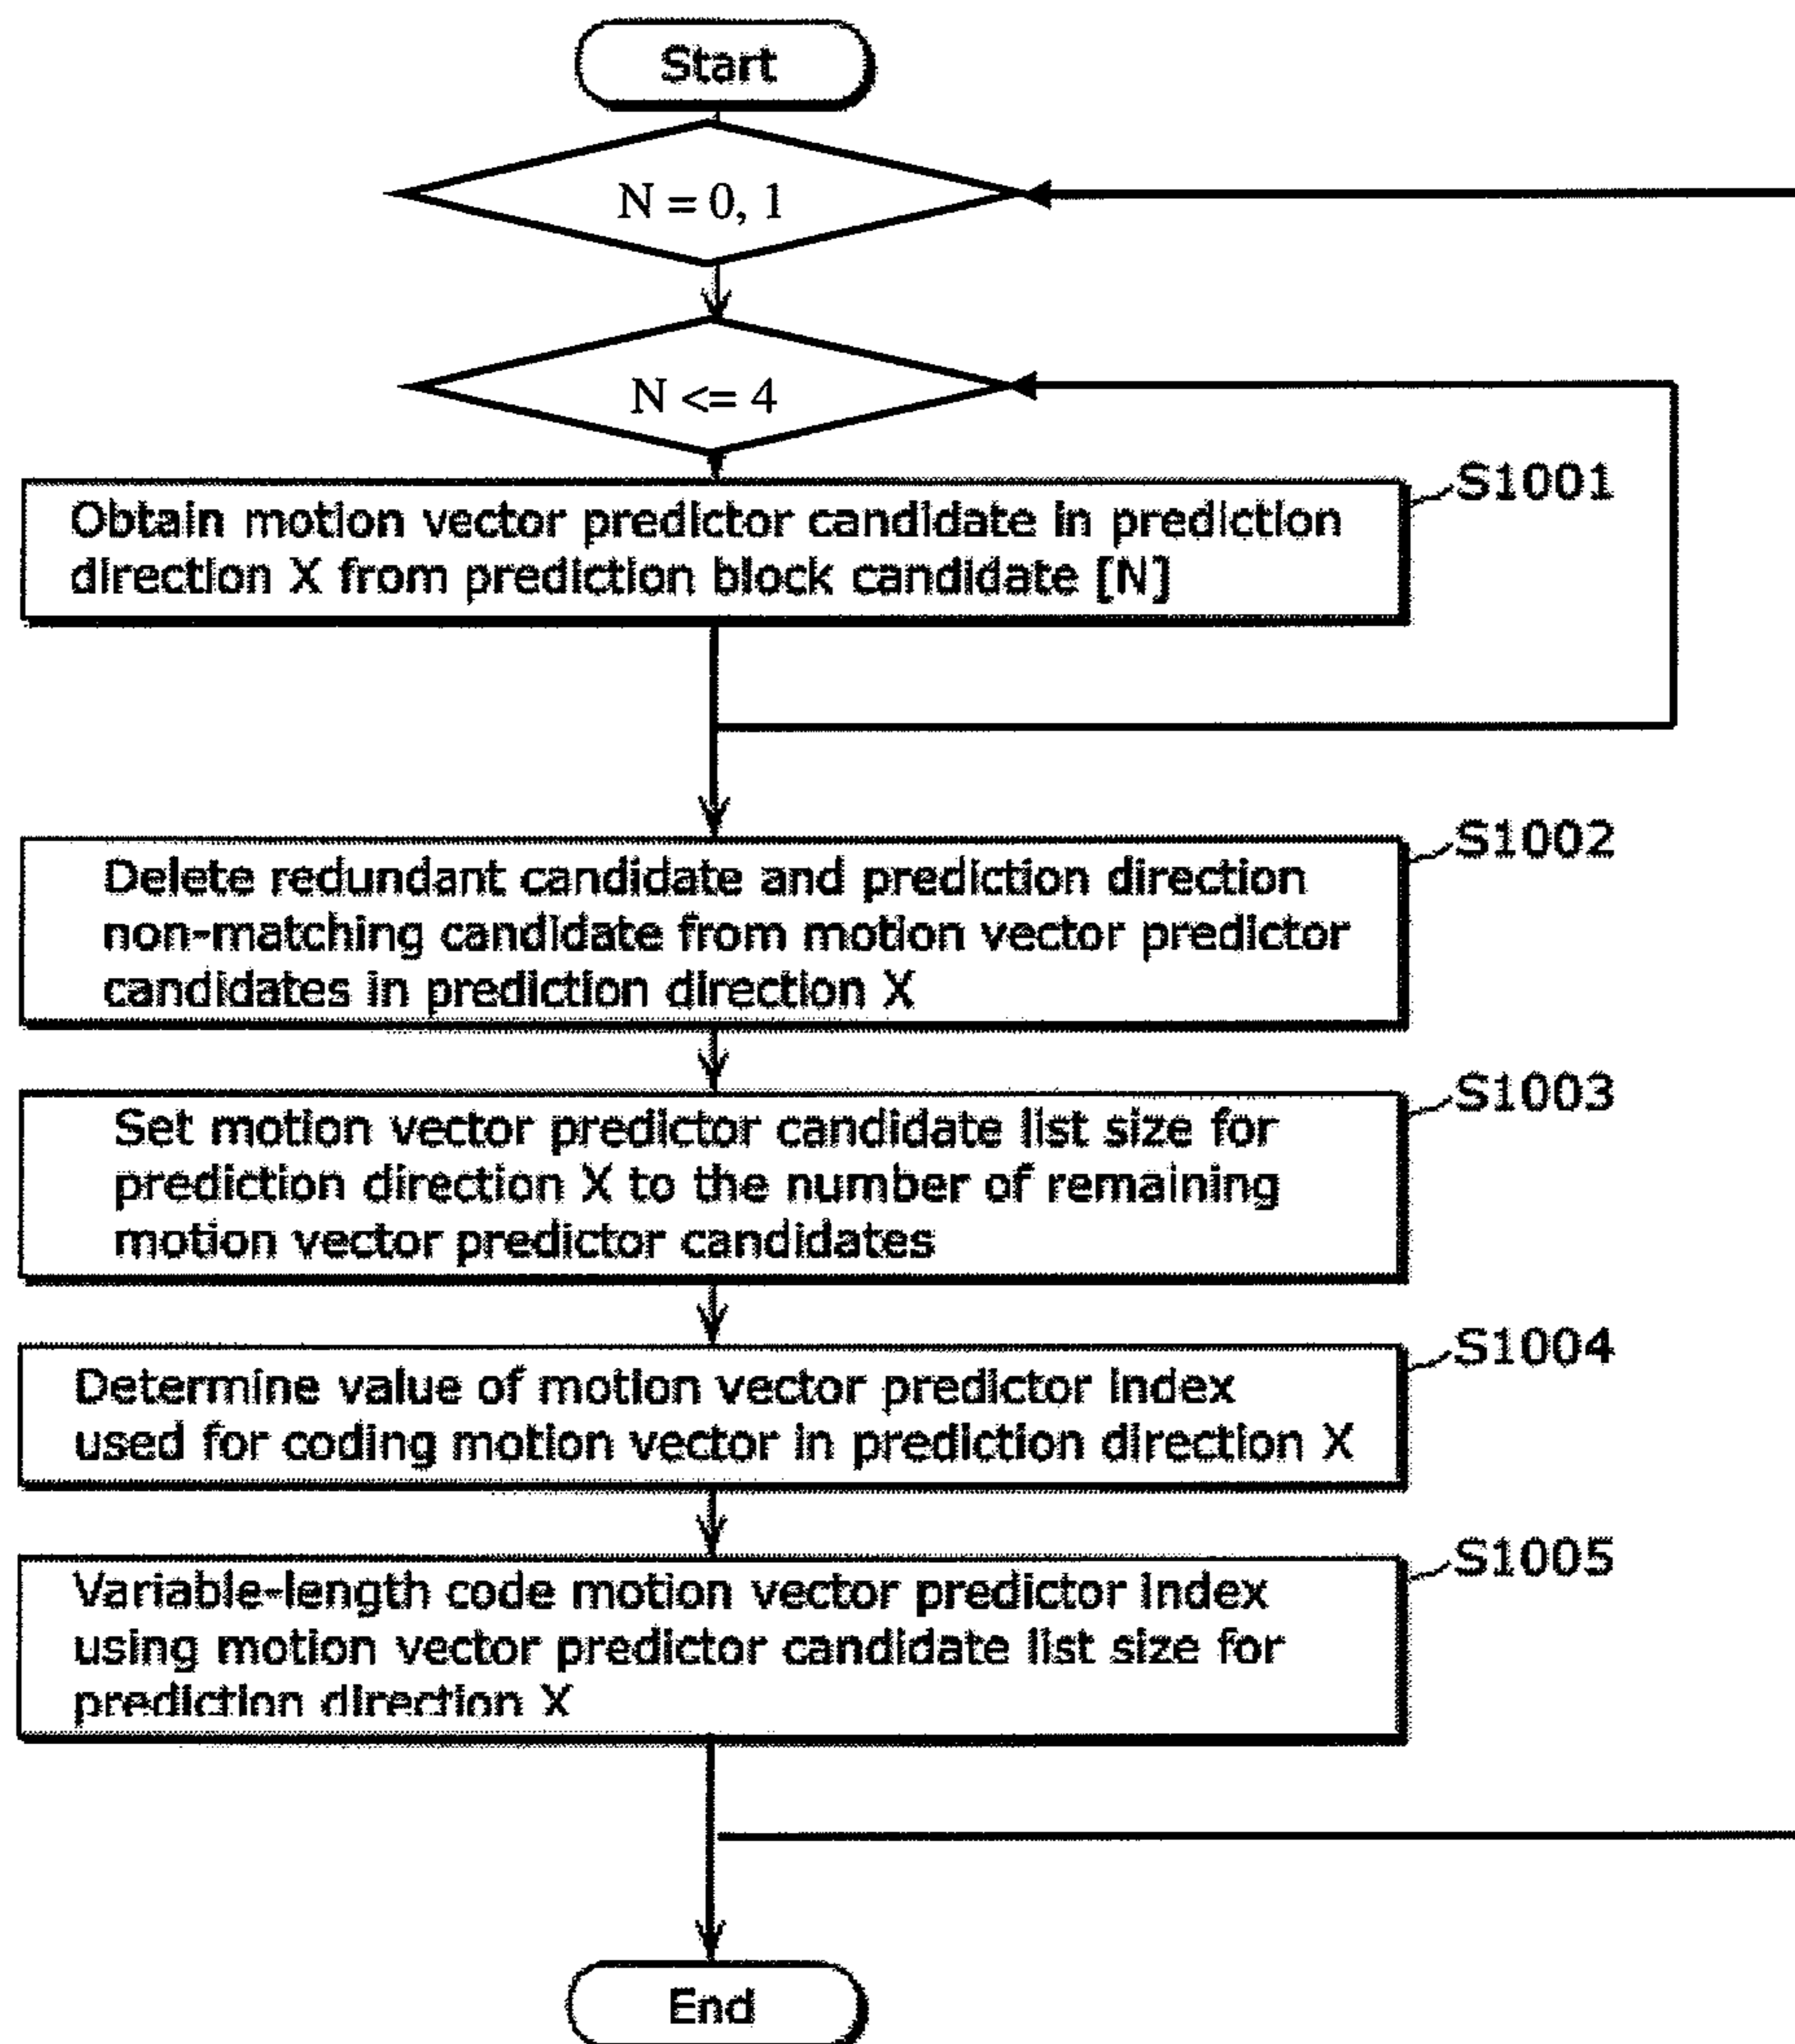 Start
N = 0, 1
N <= 4
S1001
Obtain motion vector predictor candidate in prediction
direction X from prediction block candidate [N]
S1002
Delete redundant candidate and prediction direction
non-matching candidate from motion vector predictor
candidates in prediction direction X
S1003
Set motion vector predictor candidate list size for
prediction direction X to the number of remaining
motion vector predictor candidates
S1004
Determine value of motion vector predictor index
used for coding motion vector in prediction direction X
S1005
Variable-length code motion vector predictor index
using motion vector predictor candidate list size for
prediction direction X
End